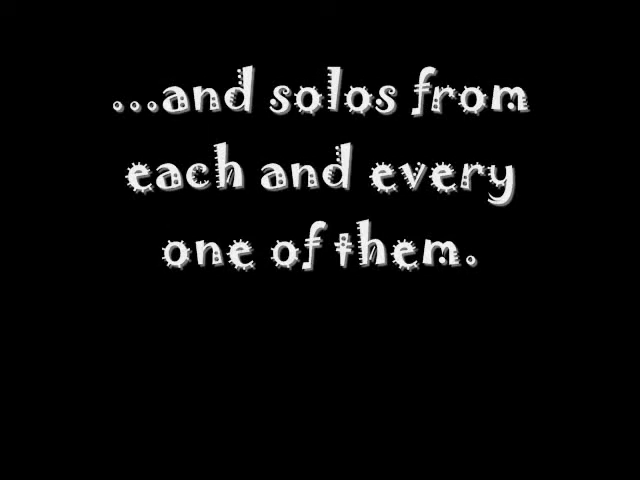 ...and solos from
each and every
one of them.